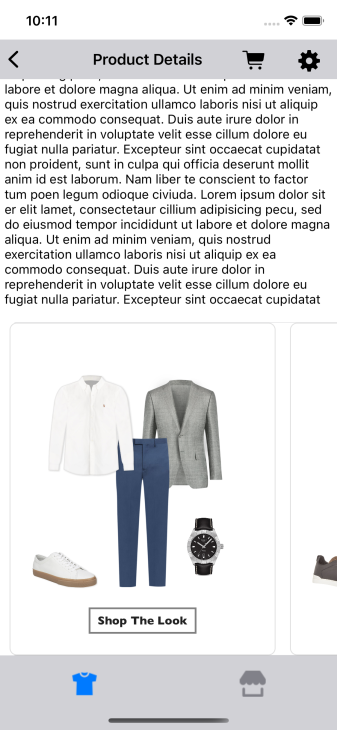 10:11
Product Details
labore et dolore magna aliqua. Ut enim ad minim veniam,
quis nostrud exercitation ullamco laboris nisi ut aliquip
ex ea commodo consequat. Duis aute irure dolor in
reprehenderit in voluptate velit esse cillum dolore eu
fugiat nulla pariatur. Excepteur sint occaecat cupidatat
non proident, sunt in culpa qui officia deserunt mollit
anim id est laborum. Nam liber te conscient to factor
tum poen legum odioque civiuda. Lorem ipsum dolor sit
er elit lamet, consectetaur cillium adipisicing pecu, sed
do eiusmod tempor incididunt ut labore et dolore magna
aliqua. Ut enim ad minim veniam, quis nostrud
exercitation ullamco laboris nisi ut aliquip ex ea
commodo consequat. Duis aute irure dolor in
reprehenderit in voluptate velit esse cillum dolore eu
fugiat nulla pariatur. Excepteur sint occaecat cupidatat
Shop The Look